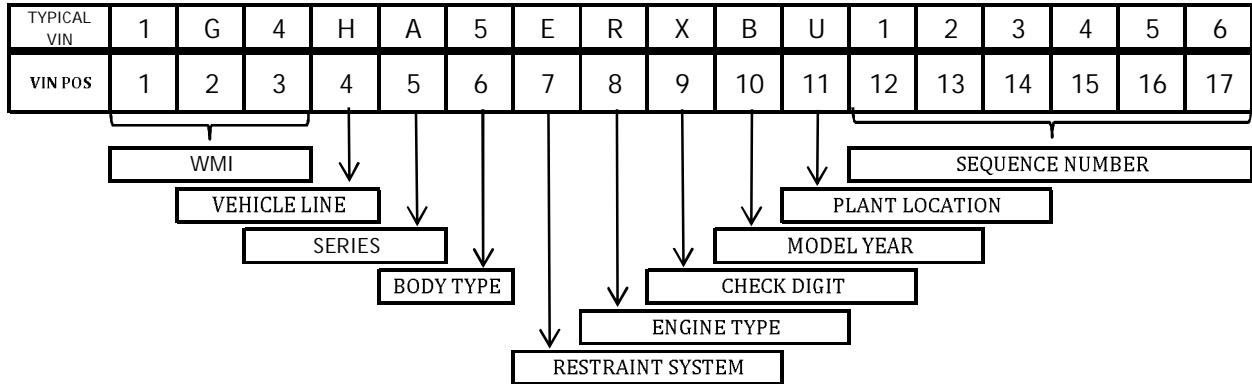 TYPICAL VIN 1 G 4 H A 5 E R X B U 1 2 3 4 5 6
VIN POS 1 2 3 4 5 6 7 8 9 10 11 12 13 14 15 16 17
WMI SEQUENCE NUMBER
VEHICLE LINE PLANT LOCATION
SERIES MODEL YEAR
BODY TYPE CHECK DIGIT
ENGINE TYPE
RESTRAINT SYSTEM